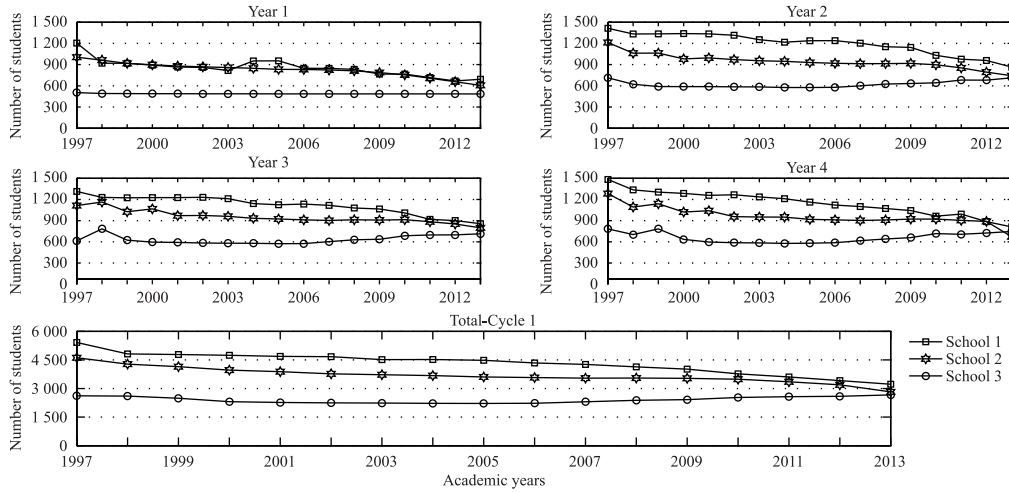 Year 1
Number of students
1 500
1 200
900
600
300
0
1997 2000 2003 2006 2009 2012
Year 2
Number of students
1 500
1 200
900
600
300
0
1997 2000 2003 2006 2009 2012
Year 3
Number of students
1 500
1 200
900
600
300
0
1997 2000 2003 2006 2009 2012
Year 4
Number of students
1 500
1 200
900
600
300
0
1997 2000 2003 2006 2009 2012
Total-Cycle 1
Number of students
6 000
4 500
3 000
1 500
0
1997 1999 2001 2003 2005 2007 2009 2011 2013
Academic years
School 1
School 2
School 3